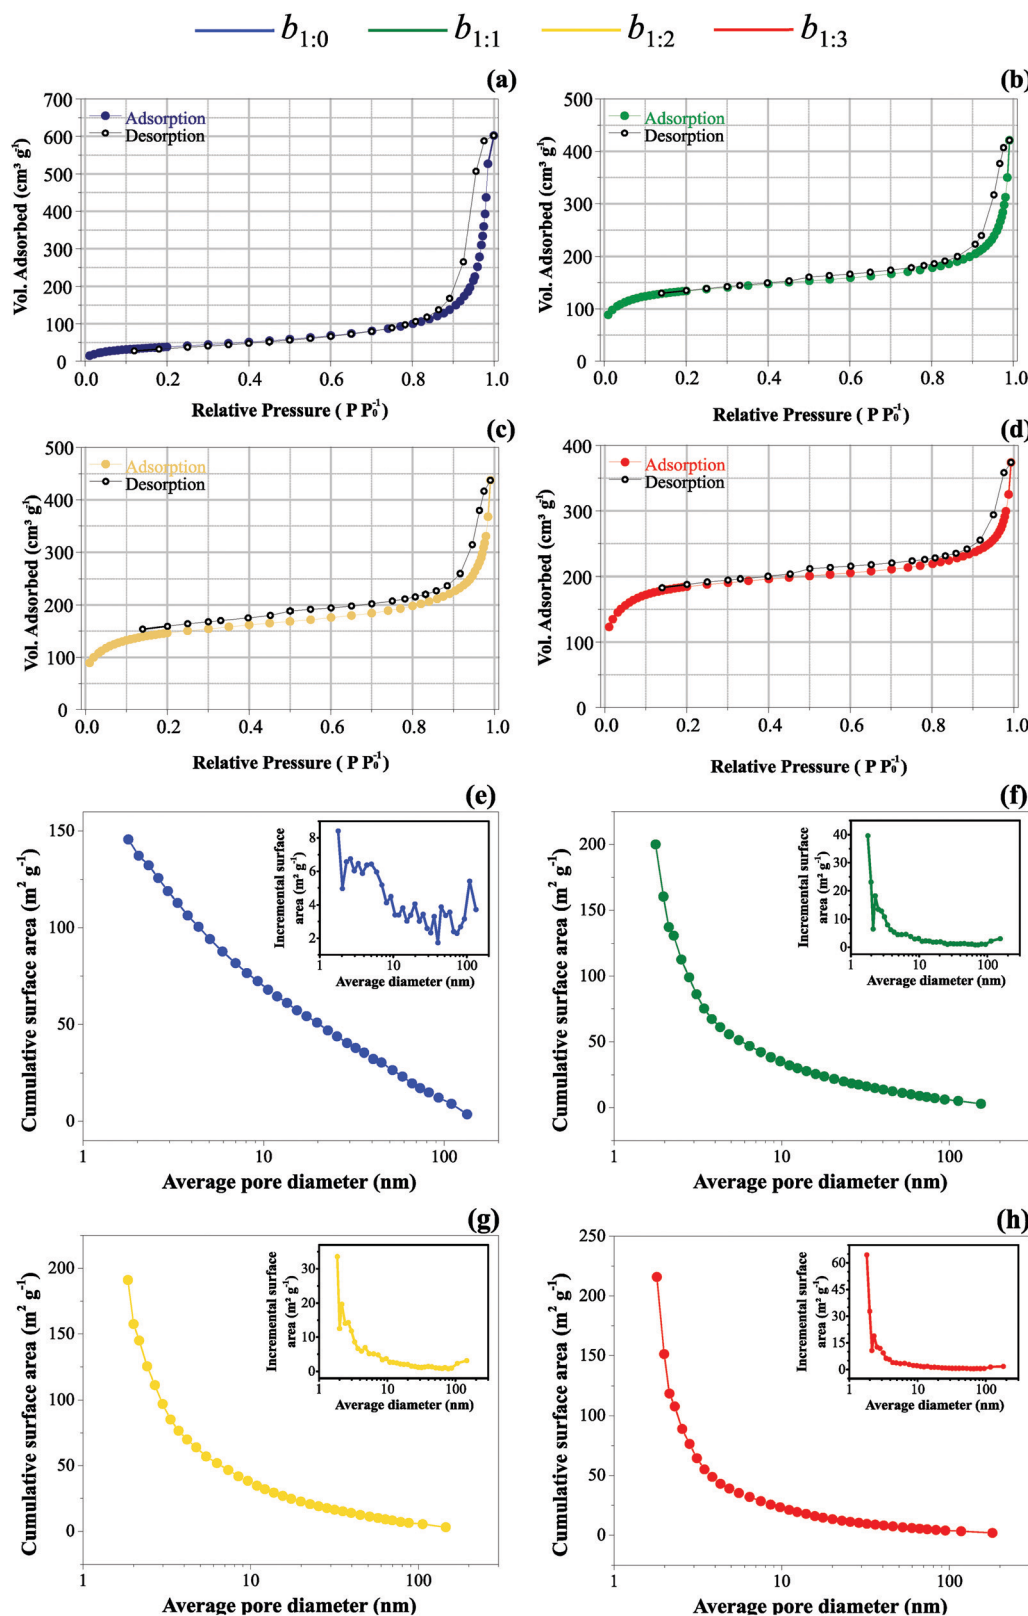 b1:0 b1:1 b1:2 b1:3
(a)
700
600
500
400
300
200
100
0
Vol. Adsorbed (cm³ g⁻¹)
Adsorption
Desorption
0.0 0.2 0.4 0.6 0.8 1.0
Relative Pressure ( P P₀⁻¹)
(b)
500
400
300
200
100
0
Vol. Adsorbed (cm³ g⁻¹)
Adsorption
Desorption
0.0 0.2 0.4 0.6 0.8 1.0
Relative Pressure ( P P₀⁻¹)
(c)
500
400
300
200
100
0
Vol. Adsorbed (cm³ g⁻¹)
Adsorption
Desorption
0.0 0.2 0.4 0.6 0.8 1.0
Relative Pressure ( P P₀⁻¹)
(d)
400
300
200
100
0
Vol. Adsorbed (cm³ g⁻¹)
Adsorption
Desorption
0.0 0.2 0.4 0.6 0.8 1.0
Relative Pressure ( P P₀⁻¹)
(e)
150
100
50
0
Cumulative surface area (m² g⁻¹)
1 10 100
Average pore diameter (nm)
Incremental surface
area (m² g⁻¹)
8
6
4
2
1 10 100
Average diameter (nm)
(f)
200
150
100
50
0
Cumulative surface area (m² g⁻¹)
1 10 100
Average pore diameter (nm)
Incremental surface
area (m² g⁻¹)
40
30
20
10
0
1 10 100
Average diameter (nm)
(g)
200
150
100
50
0
Cumulative surface area (m² g⁻¹)
1 10 100
Average pore diameter (nm)
Incremental surface
area (m² g⁻¹)
30
20
10
0
1 10 100
Average diameter (nm)
(h)
250
200
150
100
50
0
Cumulative surface area (m² g⁻¹)
1 10 100
Average pore diameter (nm)
Incremental surface
area (m² g⁻¹)
60
45
30
15
0
1 10 100
Average diameter (nm)